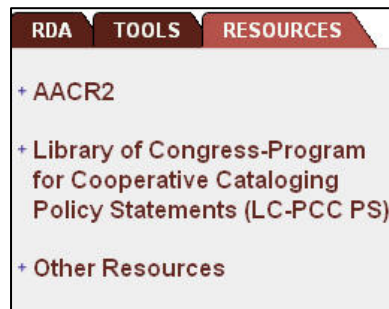 RDA TOOLS RESOURCES
+ AACR2
+ Library of Congress-Program
for Cooperative Cataloging
Policy Statements (LC-PCC PS)
+ Other Resources